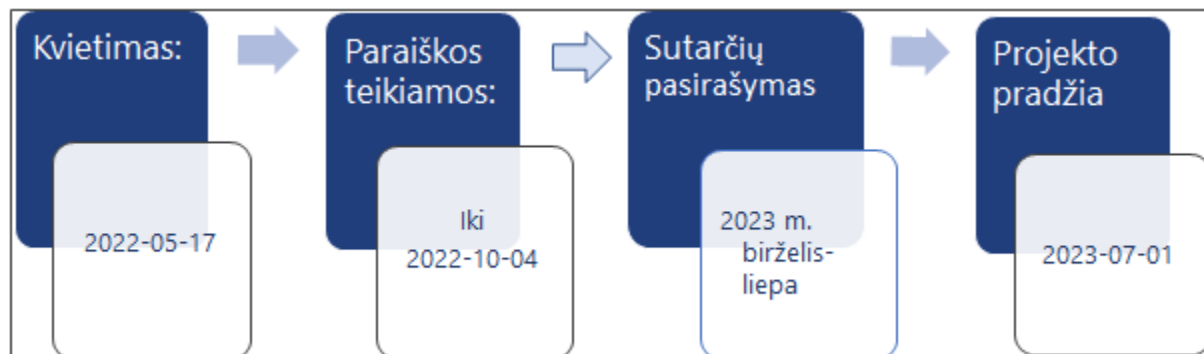 Kvietimas:
2022-05-17
Paraiškos
teikiamos:
Iki
2022-10-04
Sutarčių
pasirašymas
2023 m.
birželis-
liepa
Projekto
pradžia
2023-07-01